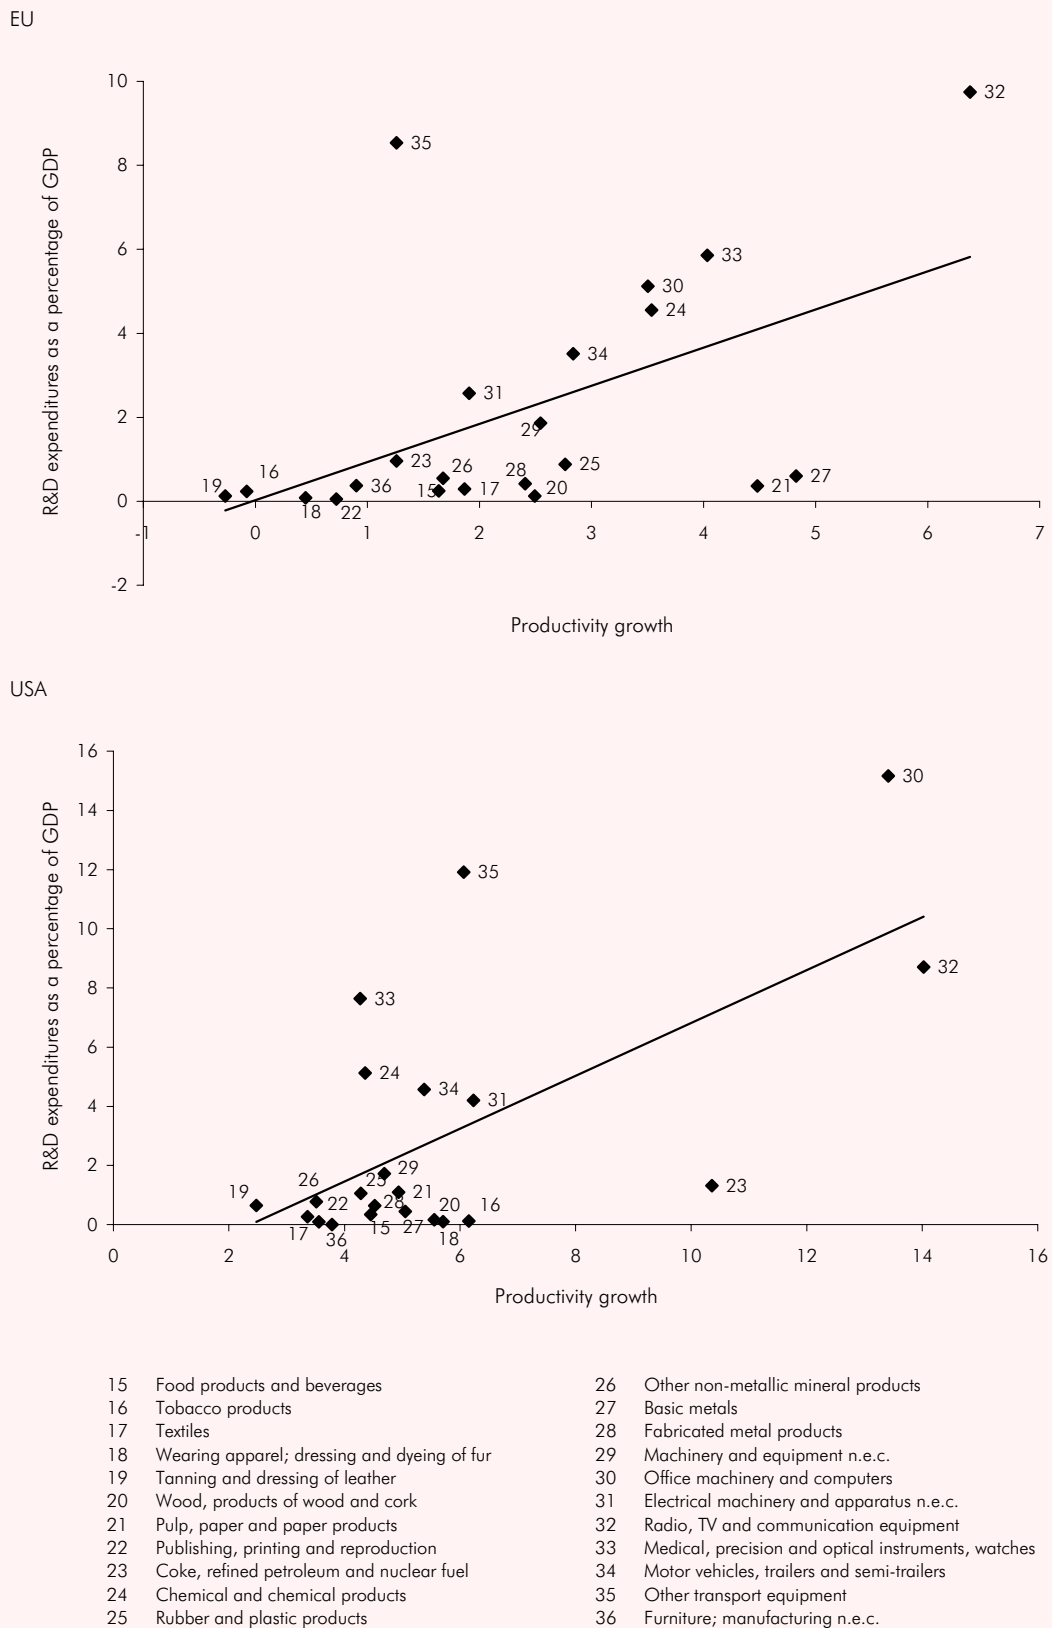 EU
R&D expenditures as a percentage of GDP
10
8
6
4
2
0
-2
32
35
33
30
24
34
31
29
23
26
25
28
27
21
19
16
36
15
17
20
18
22
-1 0 1 2 3 4 5 6 7
Productivity growth
USA
R&D expenditures as a percentage of GDP
16
14
12
10
8
6
4
2
0
30
35
32
33
24
34
31
29
25
26
21
23
19
22
28
20
16
17
36
15
27
18
0 2 4 6 8 10 12 14 16
Productivity growth
15 Food products and beverages
16 Tobacco products
17 Textiles
18 Wearing apparel; dressing and dyeing of fur
19 Tanning and dressing of leather
20 Wood, products of wood and cork
21 Pulp, paper and paper products
22 Publishing, printing and reproduction
23 Coke, refined petroleum and nuclear fuel
24 Chemical and chemical products
25 Rubber and plastic products
26 Other non-metallic mineral products
27 Basic metals
28 Fabricated metal products
29 Machinery and equipment n.e.c.
30 Office machinery and computers
31 Electrical machinery and apparatus n.e.c.
32 Radio, TV and communication equipment
33 Medical, precision and optical instruments, watches
34 Motor vehicles, trailers and semi-trailers
35 Other transport equipment
36 Furniture; manufacturing n.e.c.